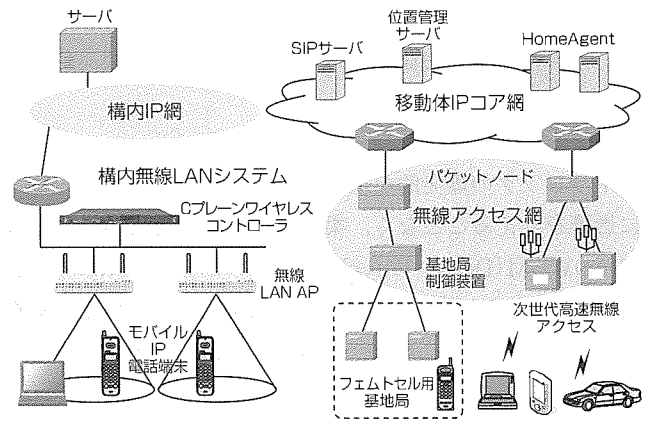 サーバ
構内IP網
構内無線LANシステム
Cプレーンワイヤレス
コントローラ
無線
LAN AP
モバイル
IP
電話端末
SIPサーバ
位置管理
サーバ
HomeAgent
移動体IPコア網
パケットノード
無線アクセス網
基地局
制御装置
次世代高速無線
アクセス
フェムトセル用
基地局